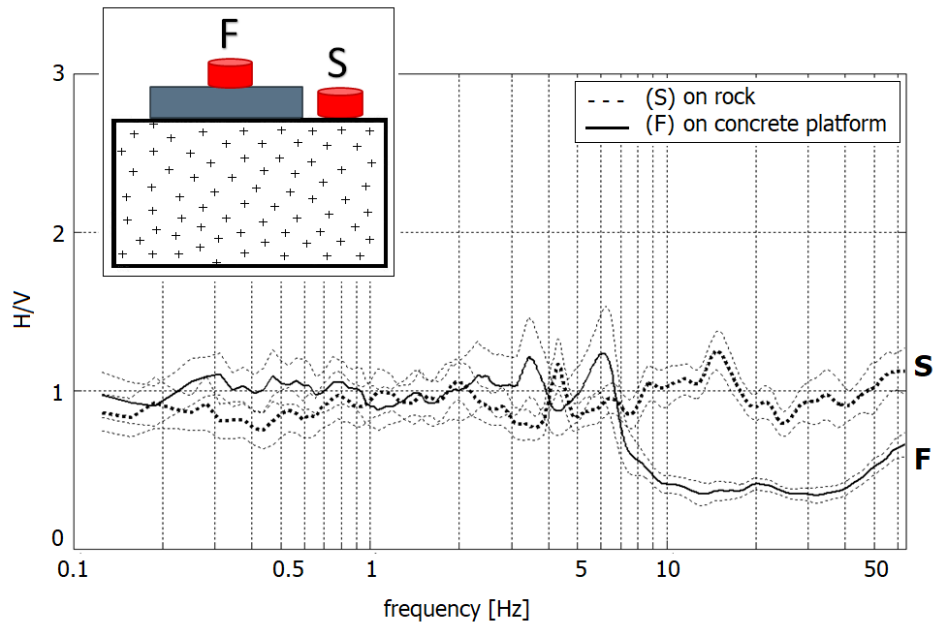 F
S
3
2
1
0
H/V
(S) on rock
(F) on concrete platform
S
F
0.1
0.5
1
5
10
50
frequency [Hz]